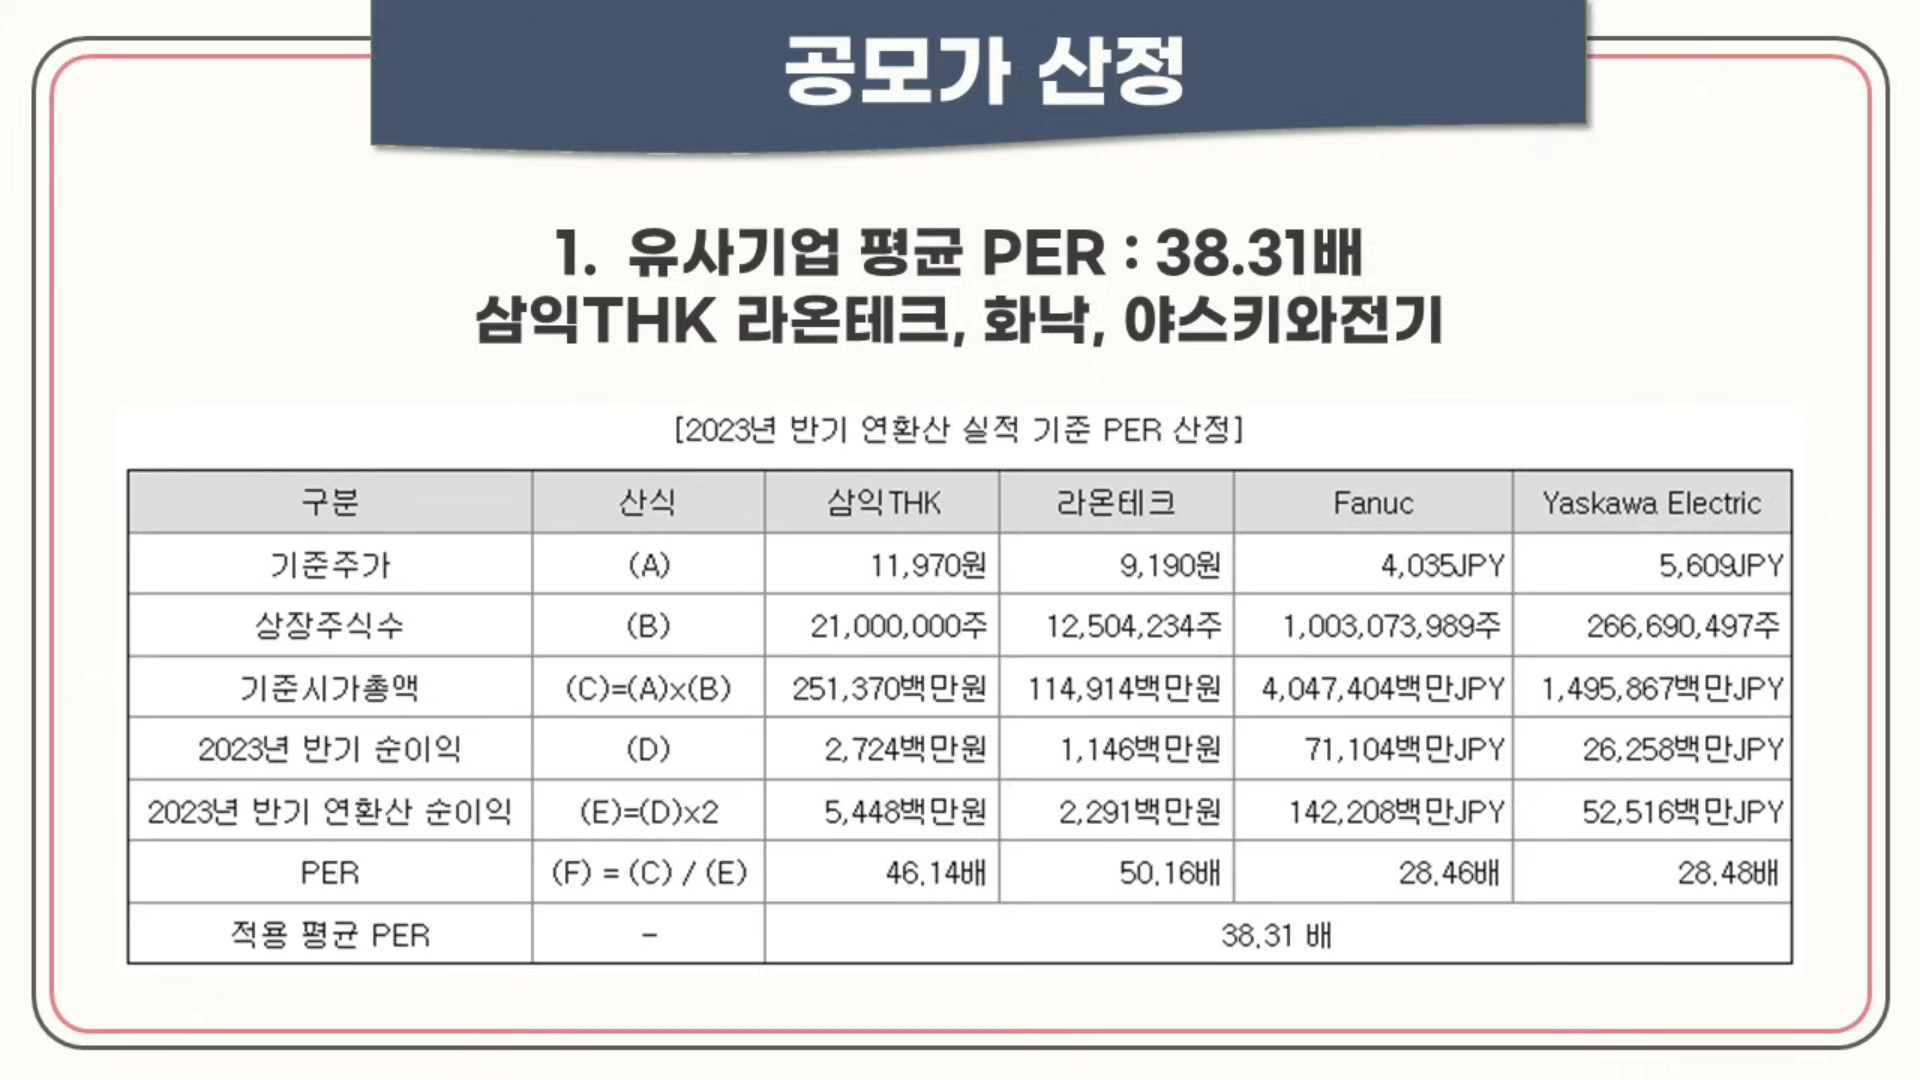 공모가 산정
1. 유사기업 평균 PER : 38.31배
삼익THK 라온테크, 화낙, 야스키와전기
[2023년 반기 연환산 실적 기준 PER 산정]
구분 산식 삼익THK 라온테크 Fanuc Yaskawa Electric
기준주가 (A) 11,970원 9,190원 4,035JPY 5,609JPY
상장주식수 (B) 21,000,000주 12,504,234주 1,003,073,989주 266,690,497주
기준시가총액 (C)=(A)x(B) 251,370백만원 114,914백만원 4,047,404백만JPY 1,495,867백만JPY
2023년 반기 순이익 (D) 2,724백만원 1,146백만원 71,104백만JPY 26,258백만JPY
2023년 반기 연환산 순이익 (E)=(D)x2 5,448백만원 2,291백만원 142,208백만JPY 52,516백만JPY
PER (F) = (C) / (E) 46.14배 50.16배 28.46배 28.48배
적용 평균 PER - 38.31 배